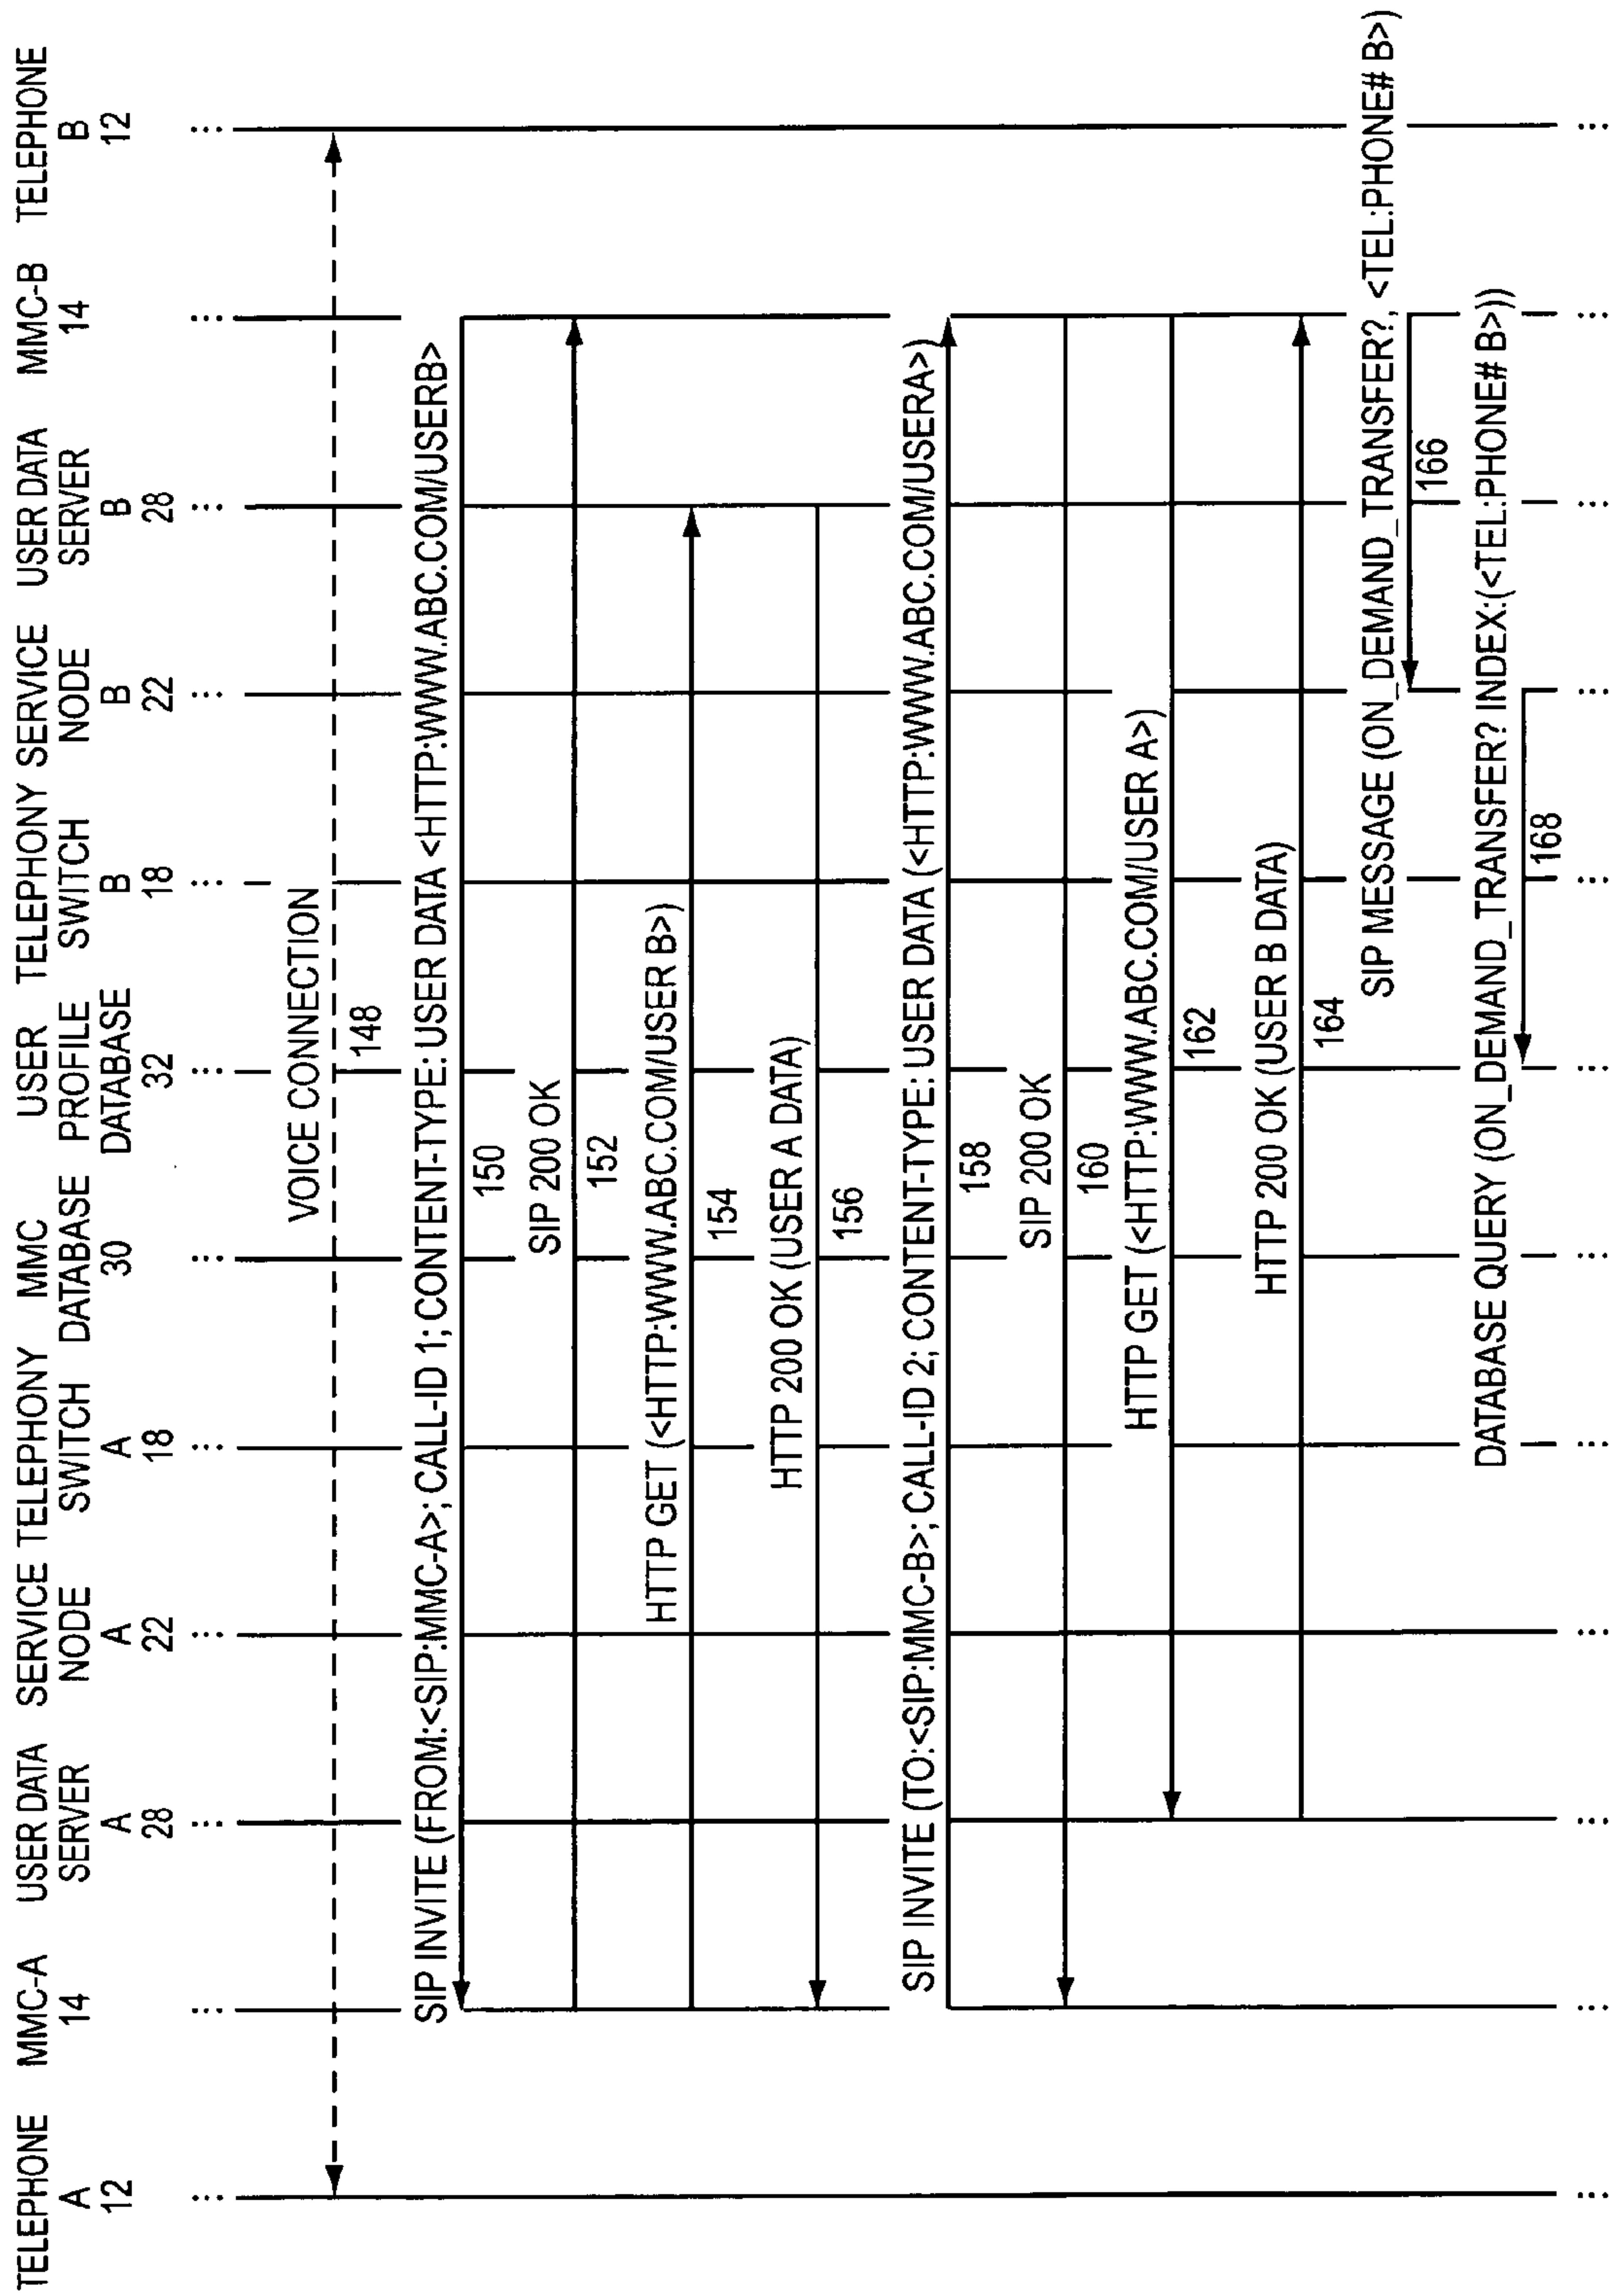 TELEPHONE A 12
MMC-A 14
USER DATA SERVER A 28
SERVICE NODE A 22
TELEPHONY SWITCH A 18
MMC DATABASE 30
USER PROFILE DATABASE 32
TELEPHONY SWITCH B 18
SERVICE NODE B 22
USER DATA SERVER B 28
MMC-B 14
TELEPHONE B 12
VOICE CONNECTION
148
SIP INVITE (FROM:<SIP:MMC-A>; CALL-ID 1; CONTENT-TYPE: USER DATA <HTTP:WWW.ABC.COM/USERB>
150
SIP 200 OK
152
HTTP GET (<HTTP:WWW.ABC.COM/USER B>)
154
HTTP 200 OK (USER A DATA)
156
SIP INVITE (TO:<SIP:MMC-B>; CALL-ID 2; CONTENT-TYPE: USER DATA (<HTTP:WWW.ABC.COM/USERA>)
158
SIP 200 OK
160
HTTP GET (<HTTP:WWW.ABC.COM/USER A>)
162
HTTP 200 OK (USER B DATA)
164
SIP MESSAGE (ON_DEMAND_TRANSFER?, <TEL:PHONE# B>)
166
DATABASE QUERY (ON_DEMAND_TRANSFER? INDEX:(<TEL:PHONE# B>))
168